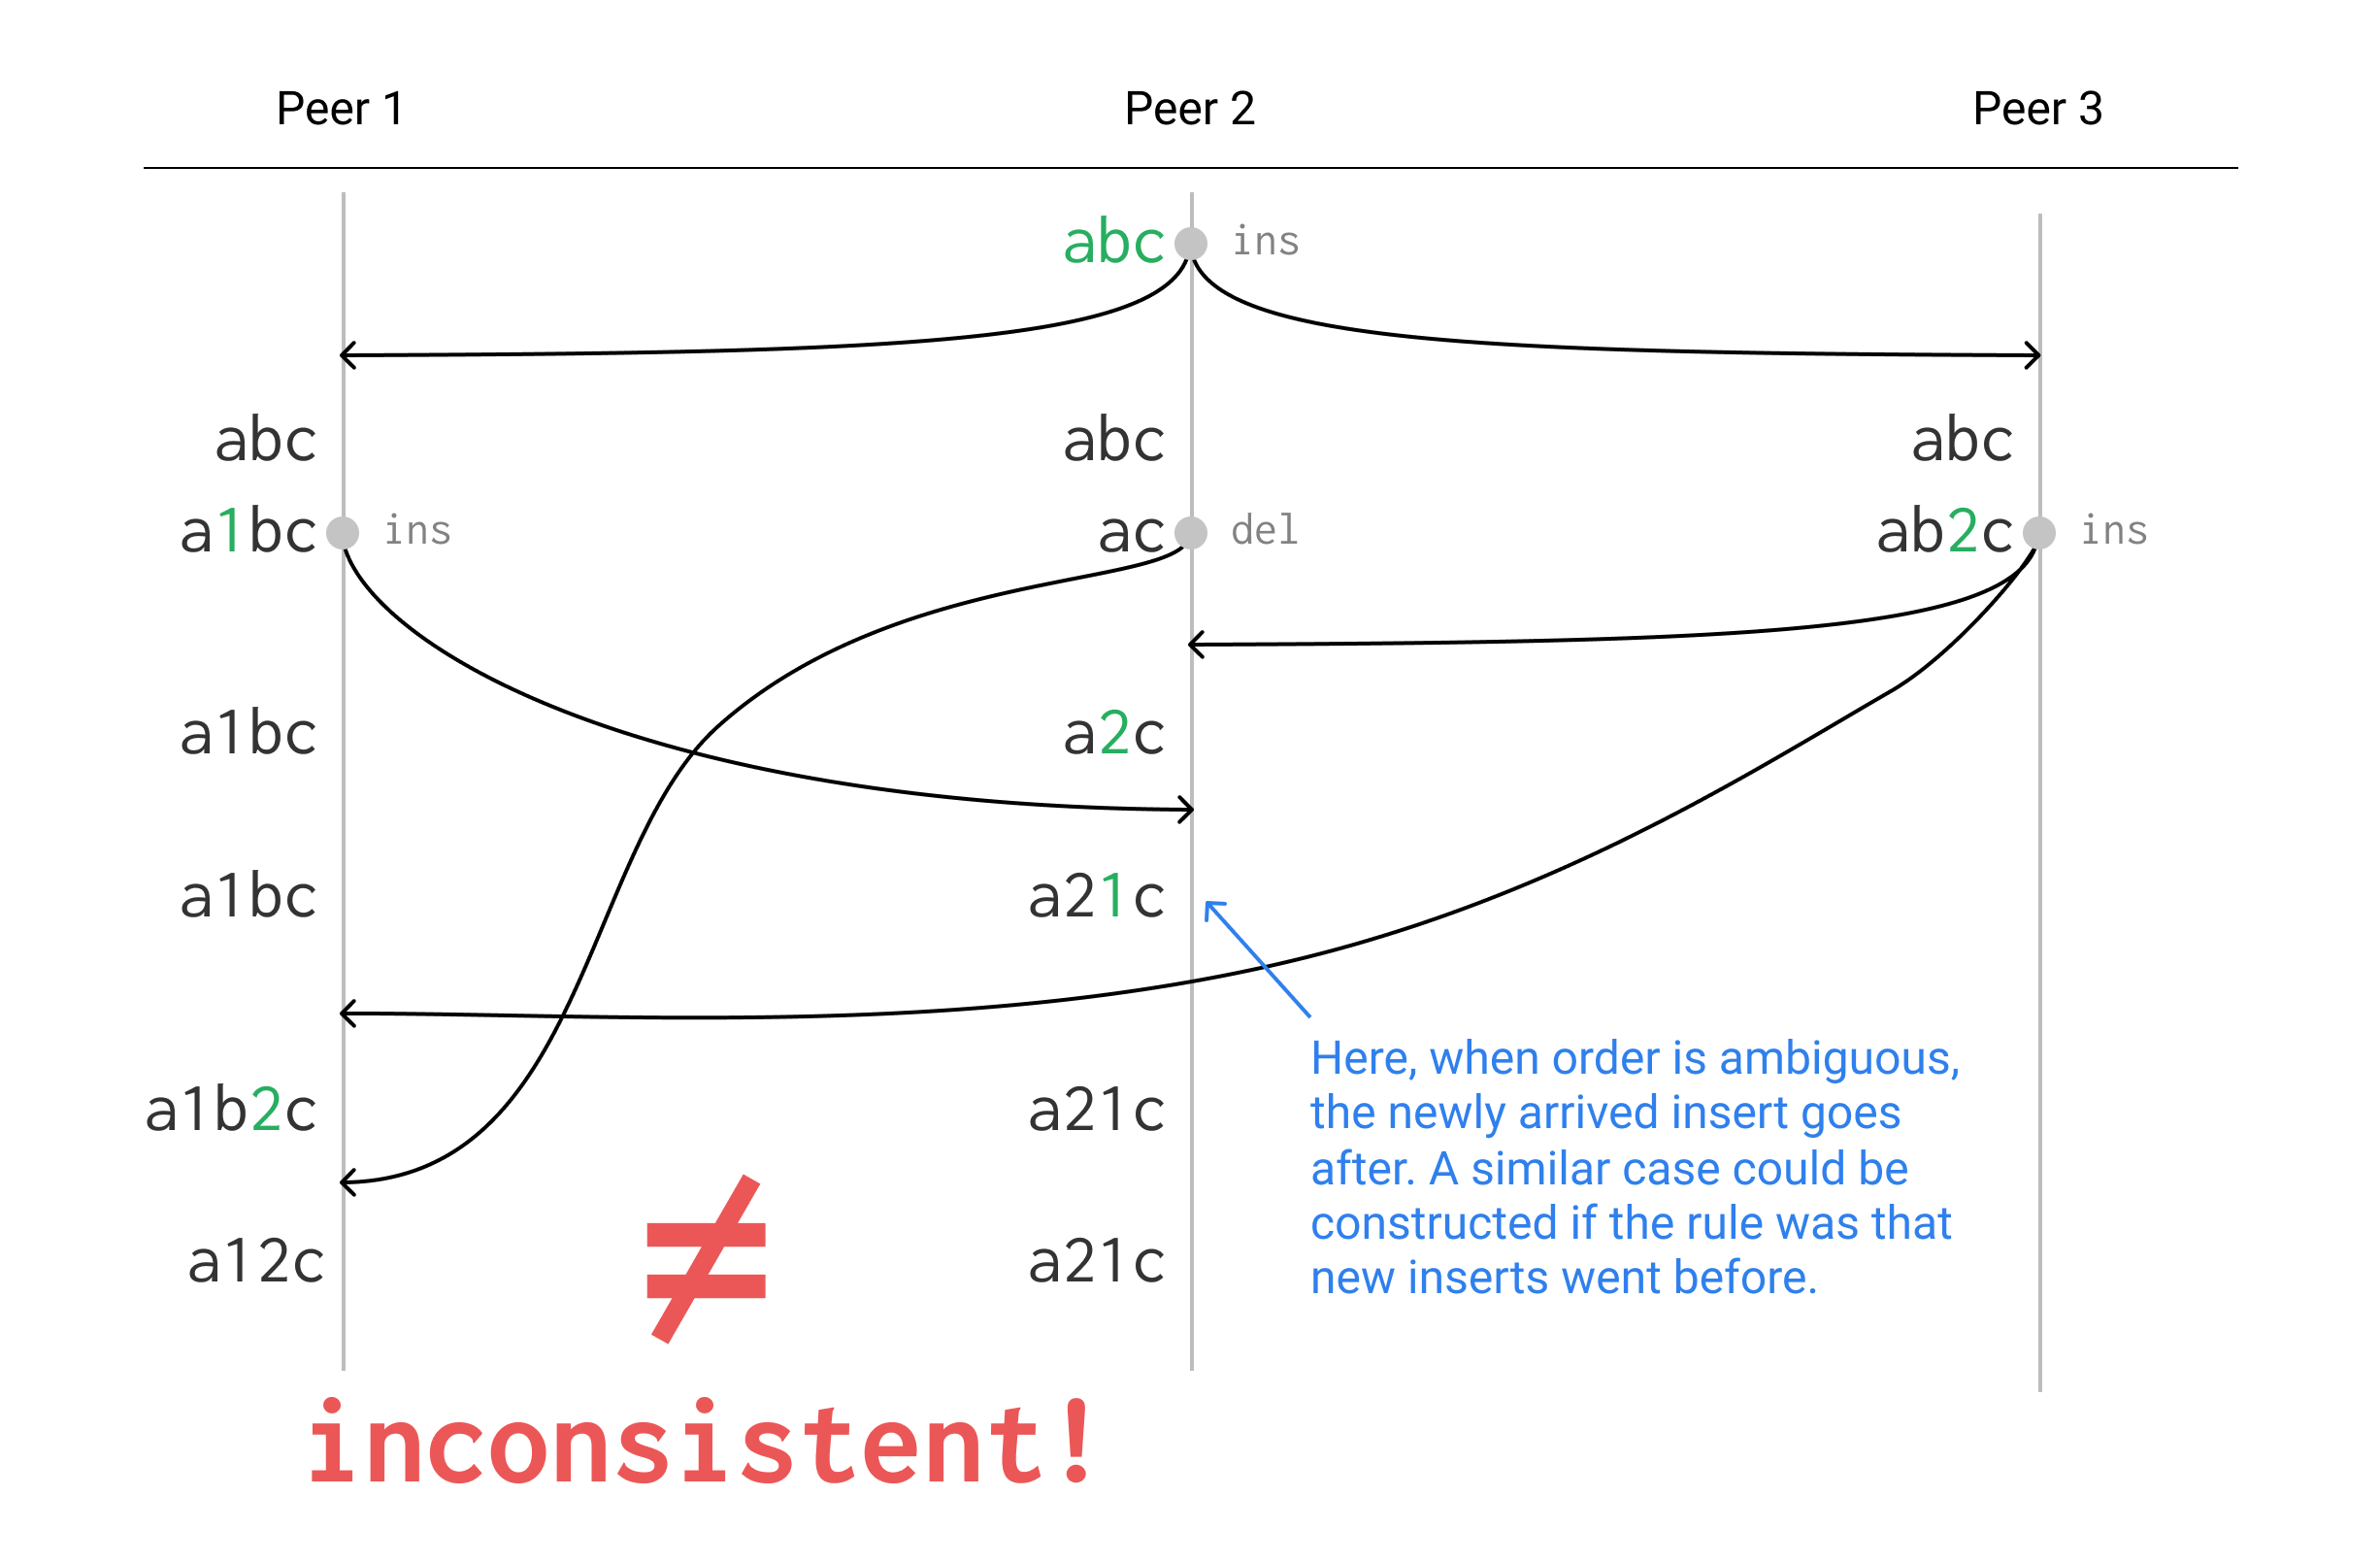 Peer 1 Peer 2 Peer 3
abc ins
abc abc abc
a1bc ins ac del ab2c ins
a1bc a2c
a1bc a21c
Here, when order is ambiguous,
the newly arrived insert goes
after. A similar case could be
constructed if the rule was that
new inserts went before.
a1b2c a21c
a12c ≠ a21c
inconsistent!